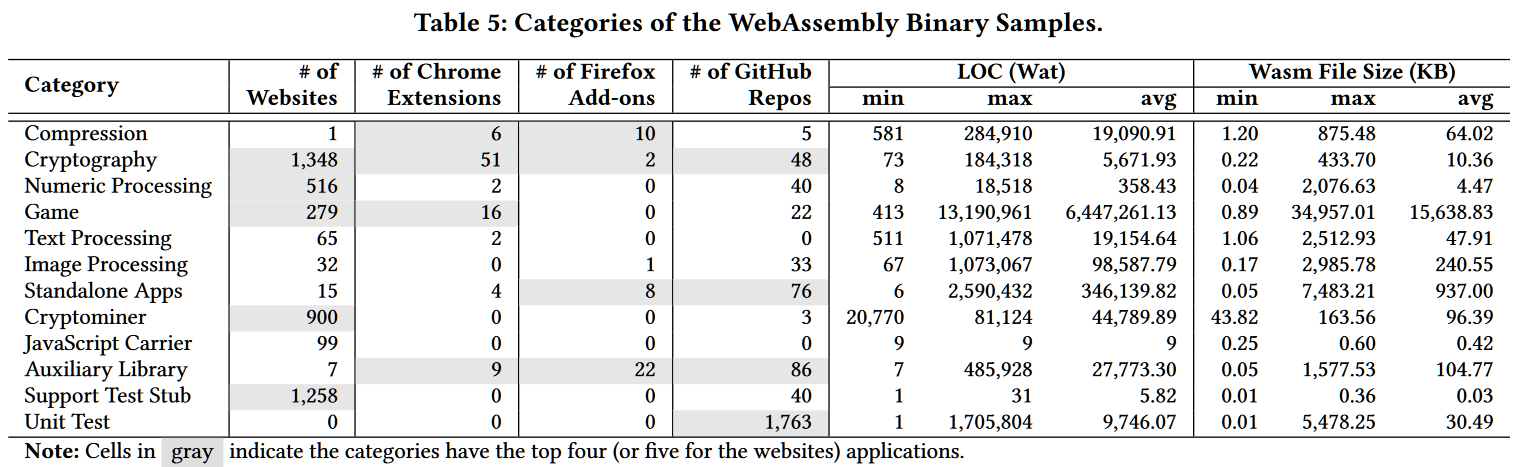 Table 5: Categories of the WebAssembly Binary Samples.
Category # of Websites # of Chrome Extensions # of Firefox Add-ons # of GitHub Repos LOC (Wat) Wasm File Size (KB)
min max avg min max avg
Compression 1 6 10 5 581 284,910 19,090.91 1.20 875.48 64.02
Cryptography 1,348 51 2 48 73 184,318 5,671.93 0.22 433.70 10.36
Numeric Processing 516 2 0 40 8 18,518 358.43 0.04 2,076.63 4.47
Game 279 16 0 22 413 13,190,961 6,447,261.13 0.89 34,957.01 15,638.83
Text Processing 65 2 0 0 511 1,071,478 19,154.64 1.06 2,512.93 47.91
Image Processing 32 0 1 33 67 1,073,067 98,587.79 0.17 2,985.78 240.55
Standalone Apps 15 4 8 76 6 2,590,432 346,139.82 0.05 7,483.21 937.00
Cryptominer 900 0 0 3 20,770 81,124 44,789.89 43.82 163.56 96.39
JavaScript Carrier 99 0 0 0 9 9 9 0.25 0.60 0.42
Auxiliary Library 7 9 22 86 7 485,928 27,773.30 0.05 1,577.53 104.77
Support Test Stub 1,258 0 0 40 1 31 5.82 0.01 0.36 0.03
Unit Test 0 0 0 1,763 1 1,705,804 9,746.07 0.01 5,478.25 30.49
Note: Cells in gray indicate the categories have the top four (or five for the websites) applications.